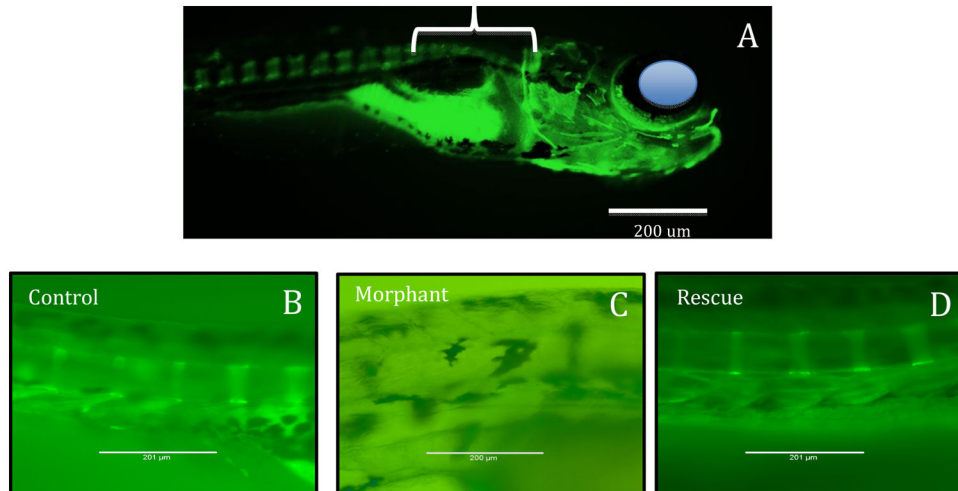 A
200 um
Control
B
201 µm
Morphant
C
200 µm
Rescue
D
201 µm